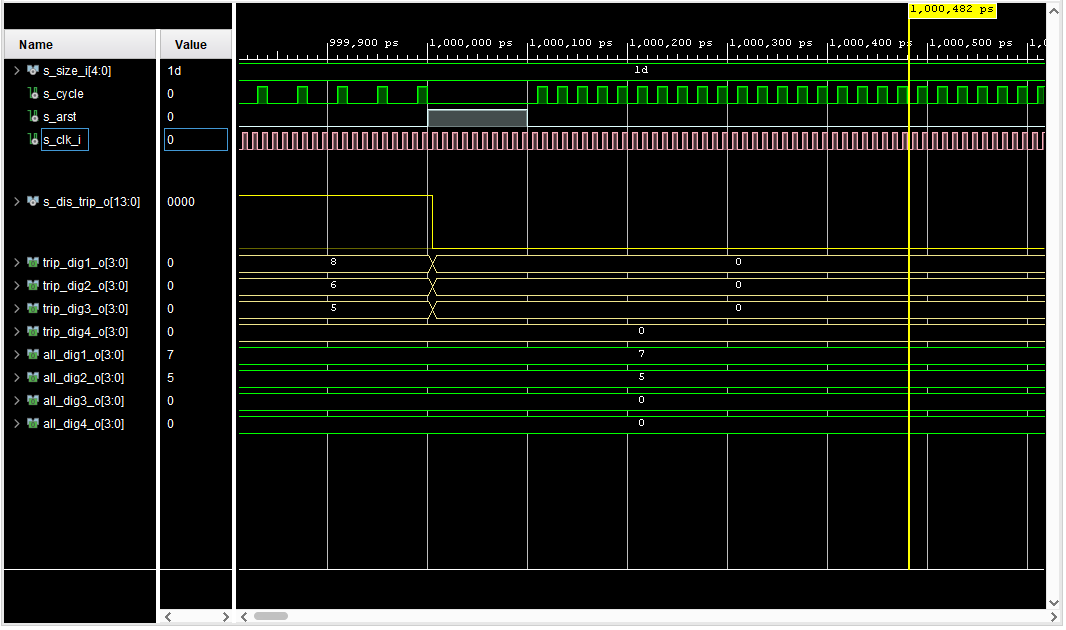 1,000,482 ps
Name Value
999,900 ps 1,000,000 ps 1,000,100 ps 1,000,200 ps 1,000,300 ps 1,000,400 ps 1,000,500 ps 1,0
s_size_i[4:0] 1d 1d
s_cycle 0
s_arst 0
s_clk_i 0
s_dis_trip_o[13:0] 0000
trip_dig1_o[3:0] 0 8 0
trip_dig2_o[3:0] 0 6 0
trip_dig3_o[3:0] 0 5 0
trip_dig4_o[3:0] 0 0
all_dig1_o[3:0] 7 7
all_dig2_o[3:0] 5 5
all_dig3_o[3:0] 0 0
all_dig4_o[3:0] 0 0